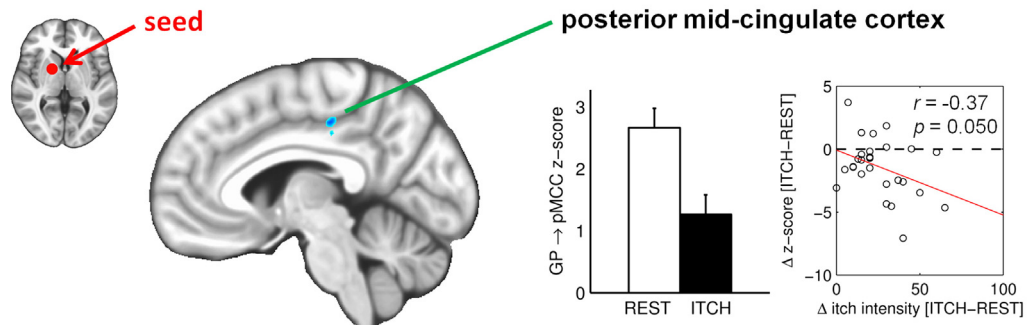 seed
posterior mid-cingulate cortex
GP → pMCC z-score
3
2
1
0
REST ITCH
Δ z-score [ITCH−REST]
5
0
−5
−10
r = -0.37
p = 0.050
0 50 100
Δ itch intensity [ITCH−REST]